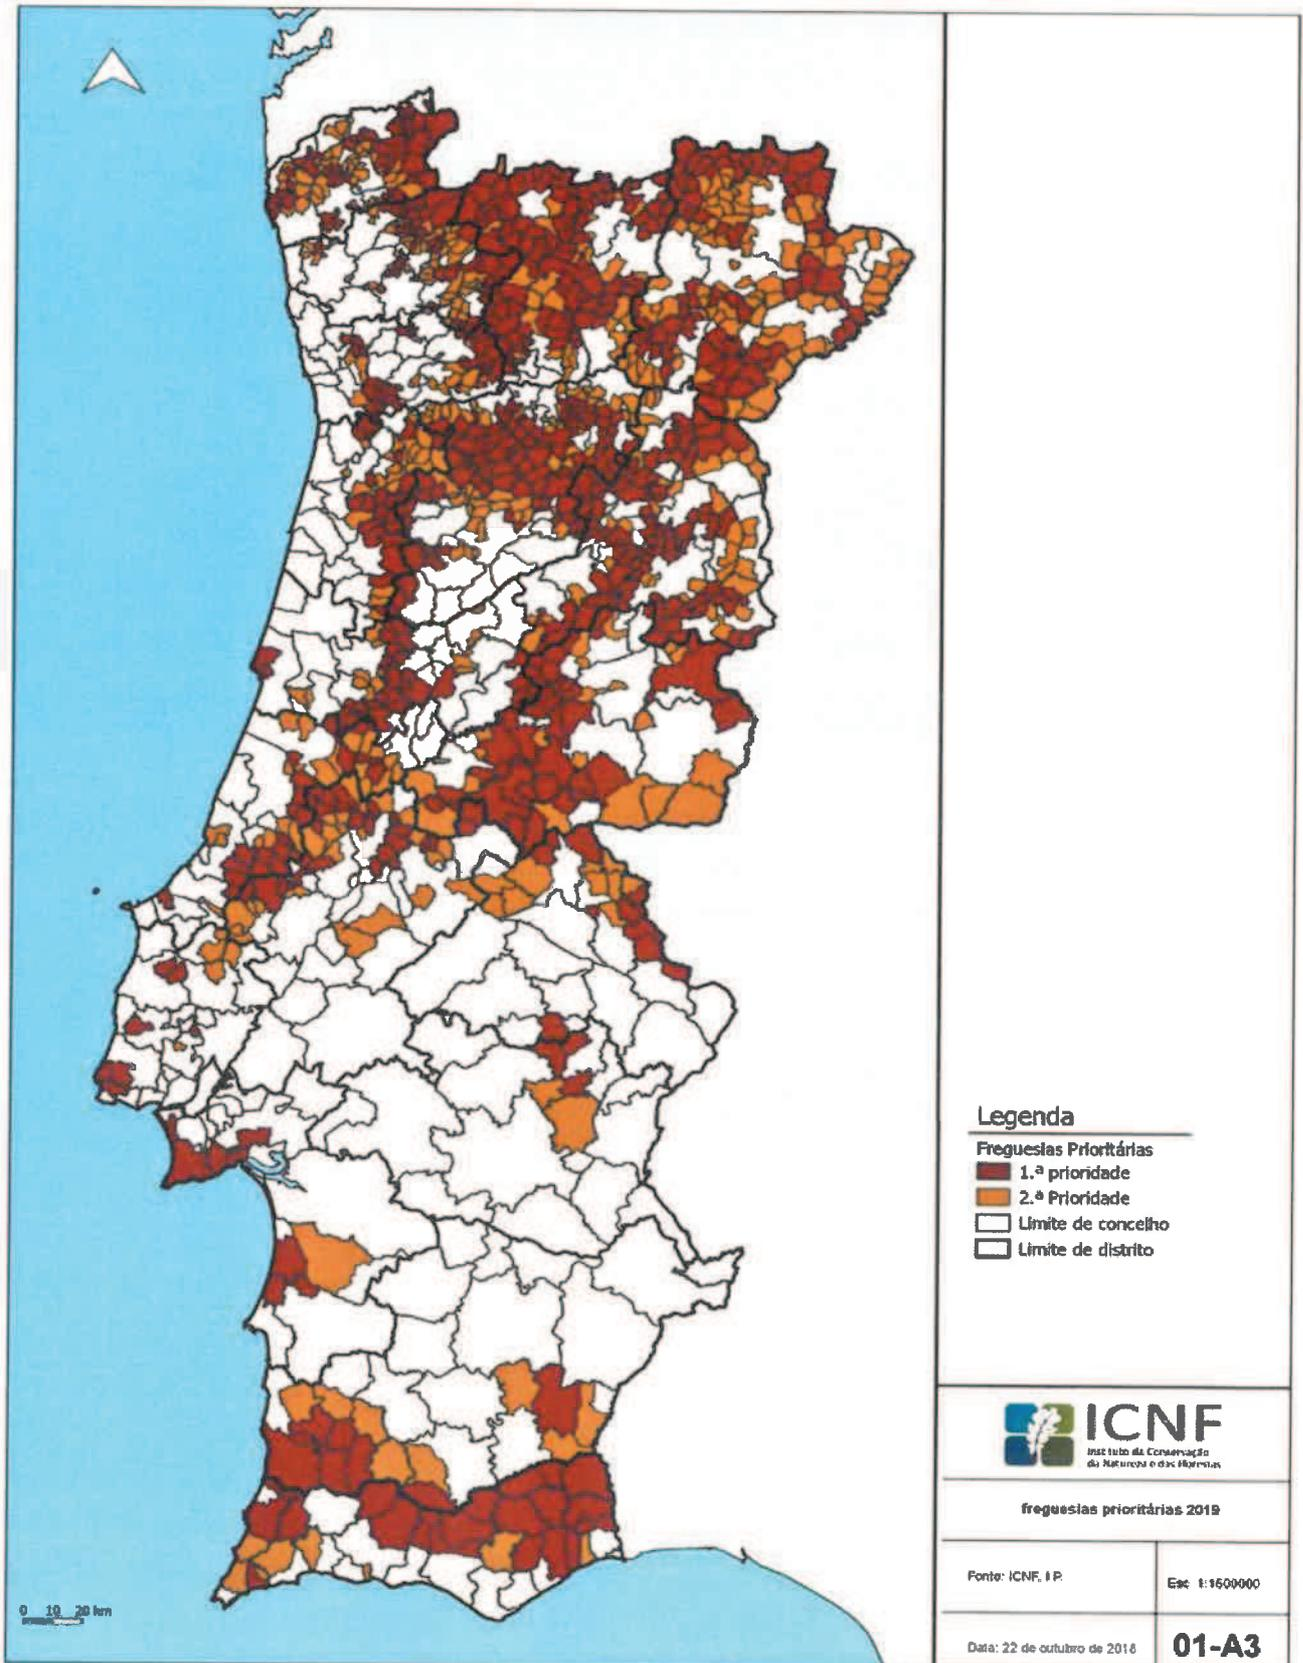 Legenda
Freguesias Prioritárias
1.ª prioridade
2.ª Prioridade
Limite de concelho
Limite de distrito
ICNF
Instituto da Conservação
da Natureza e das Florestas
freguesias prioritárias 2019
Fonte: ICNF, I P.
Esc 1:1500000
Data: 22 de outubro de 2018
01-A3
0 10 20 km